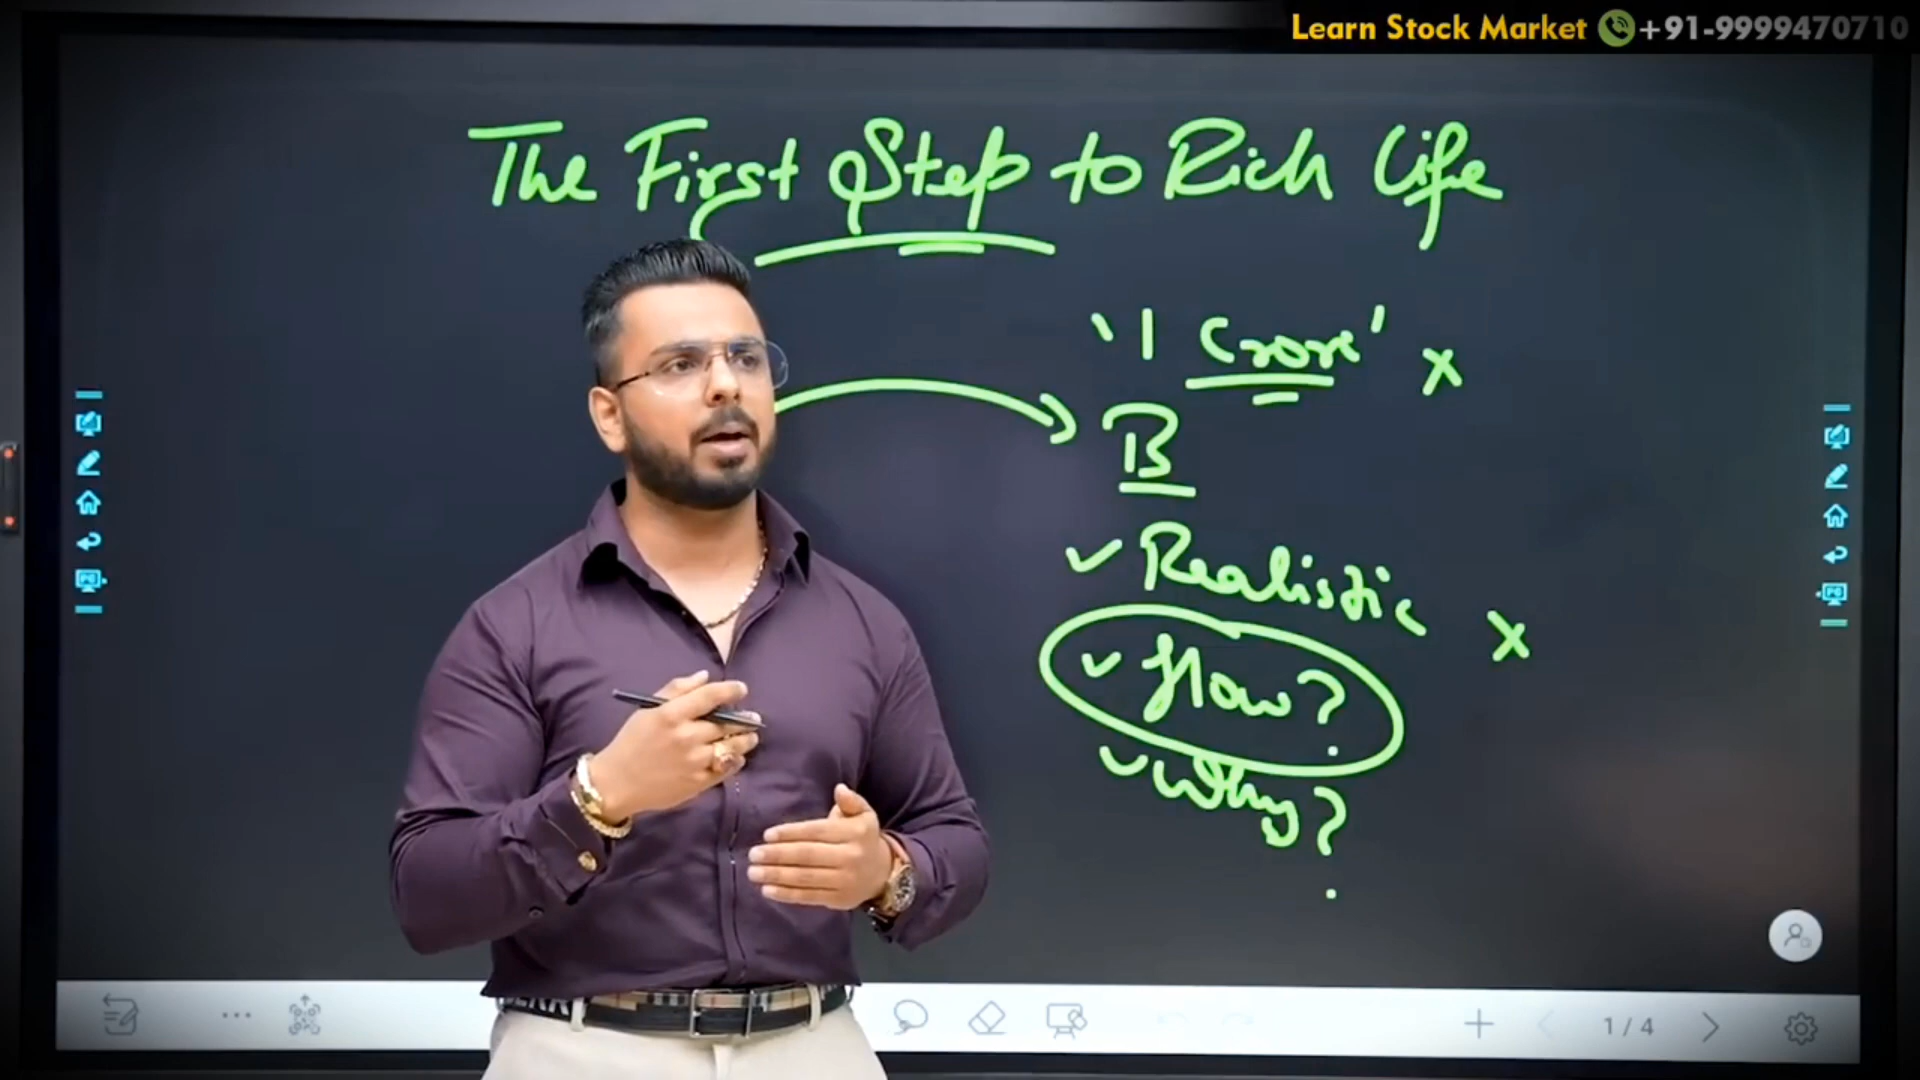 Learn Stock Market +91-9999470710
The First Step to Rich Life
'1 Crore' x
B
✓ Realistic x
✓ How?
✓ Why?
1 / 4